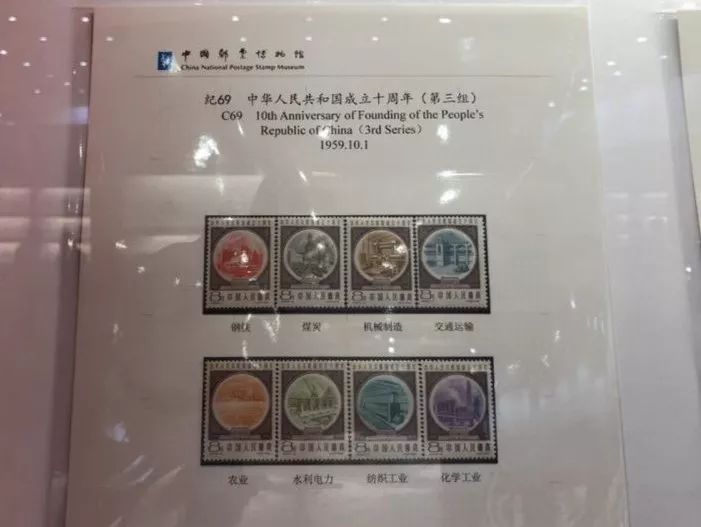 中国邮票博物馆
China National Postage Stamp Museum
纪69 中华人民共和国成立十周年（第三组）
C69 10th Anniversary of Founding of the People's
Republic of China（3rd Series）
1959.10.1
8分 中国人民邮政 8分 中国人民邮政 8分 中国人民邮政 8分 中国人民邮政
钢铁 煤炭 机械制造 交通运输
8分 中国人民邮政 8分 中国人民邮政 8分 中国人民邮政 8分 中国人民邮政
农业 水利电力 纺织工业 化学工业